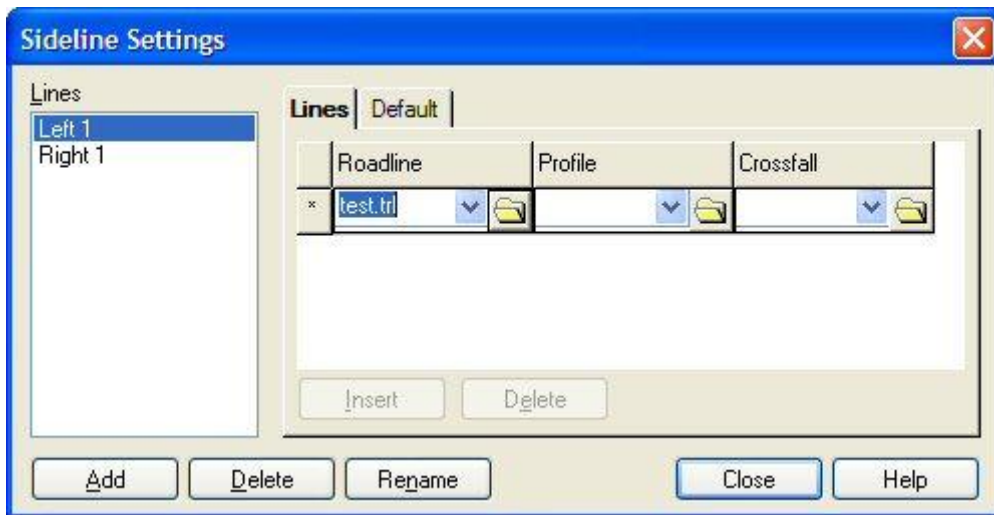 Sideline Settings
Lines
Left 1
Right 1
Lines Default
Roadline Profile Crossfall
* test.trl
Insert Delete
Add Delete Rename Close Help